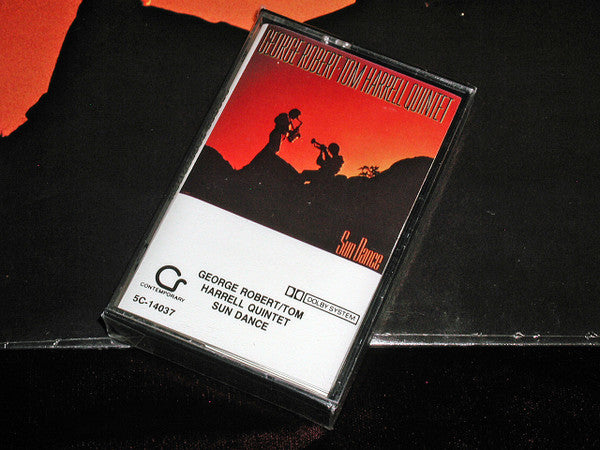 GEORGE ROBERT-TOM HARRELL QUINTET
Sun Dance
Cr
CONTEMPORARY
5C-14037
GEORGE ROBERT/TOM
HARRELL QUINTET
SUN DANCE
DOLBY SYSTEM